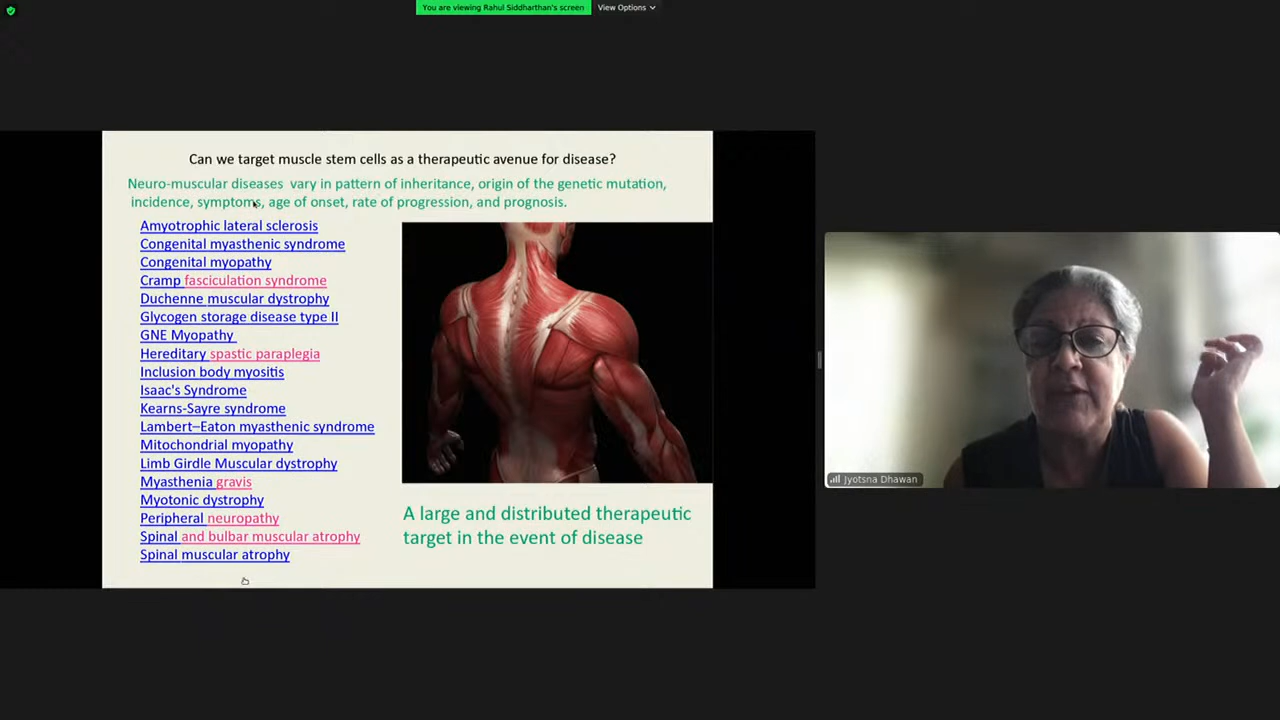 You are viewing Rahul Siddharthan's screen
View Options
Can we target muscle stem cells as a therapeutic avenue for disease?
Neuro-muscular diseases vary in pattern of inheritance, origin of the genetic mutation,
incidence, symptoms, age of onset, rate of progression, and prognosis.
Amyotrophic lateral sclerosis
Congenital myasthenic syndrome
Congenital myopathy
Cramp fasciculation syndrome
Duchenne muscular dystrophy
Glycogen storage disease type II
GNE Myopathy
Hereditary spastic paraplegia
Inclusion body myositis
Isaac's Syndrome
Kearns-Sayre syndrome
Lambert–Eaton myasthenic syndrome
Mitochondrial myopathy
Limb Girdle Muscular dystrophy
Myasthenia gravis
Myotonic dystrophy
Peripheral neuropathy
Spinal and bulbar muscular atrophy
Spinal muscular atrophy
A large and distributed therapeutic
target in the event of disease
Jyotsna Dhawan